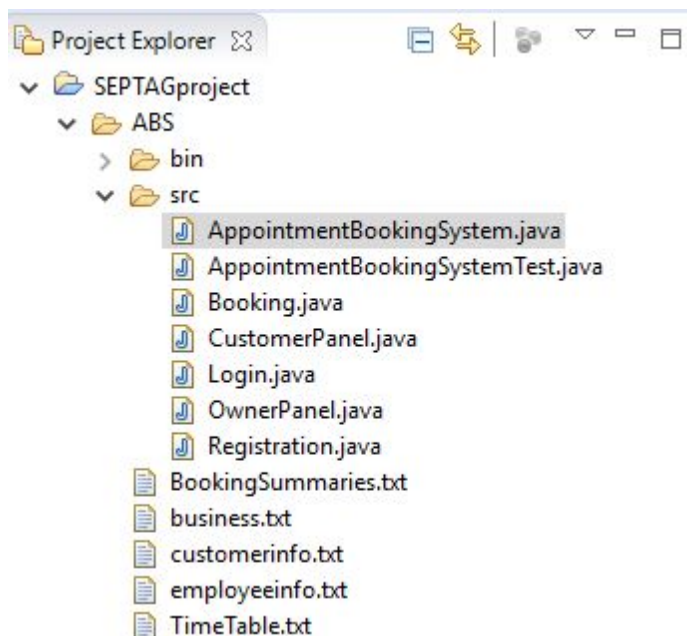 Project Explorer
SEPTAGproject
ABS
bin
src
AppointmentBookingSystem.java
AppointmentBookingSystemTest.java
Booking.java
CustomerPanel.java
Login.java
OwnerPanel.java
Registration.java
BookingSummaries.txt
business.txt
customerinfo.txt
employeeinfo.txt
TimeTable.txt